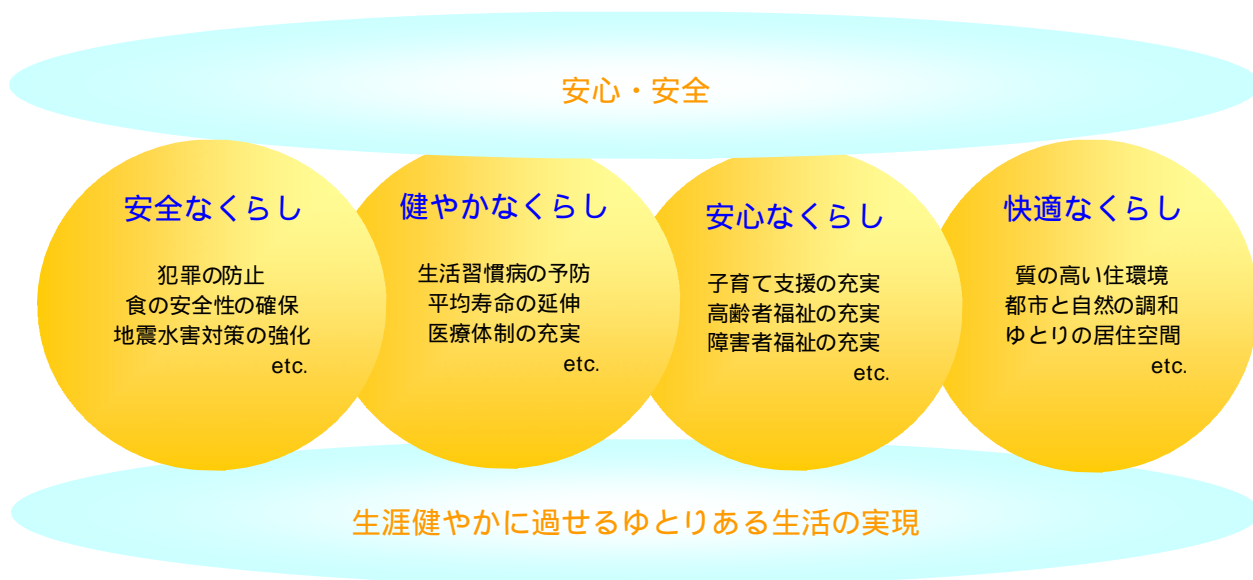 安心・安全
安全なくらし
犯罪の防止
食の安全性の確保
地震水害対策の強化
etc.
健やかなくらし
生活習慣病の予防
平均寿命の延伸
医療体制の充実
etc.
安心なくらし
子育て支援の充実
高齢者福祉の充実
障害者福祉の充実
etc.
快適なくらし
質の高い住環境
都市と自然の調和
ゆとりの居住空間
etc.
生涯健やかに過せるゆとりある生活の実現